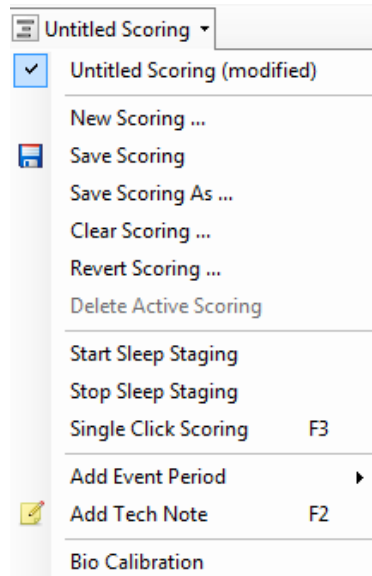 Untitled Scoring
Untitled Scoring (modified)
New Scoring ...
Save Scoring
Save Scoring As ...
Clear Scoring ...
Revert Scoring ...
Delete Active Scoring
Start Sleep Staging
Stop Sleep Staging
Single Click Scoring F3
Add Event Period
Add Tech Note F2
Bio Calibration